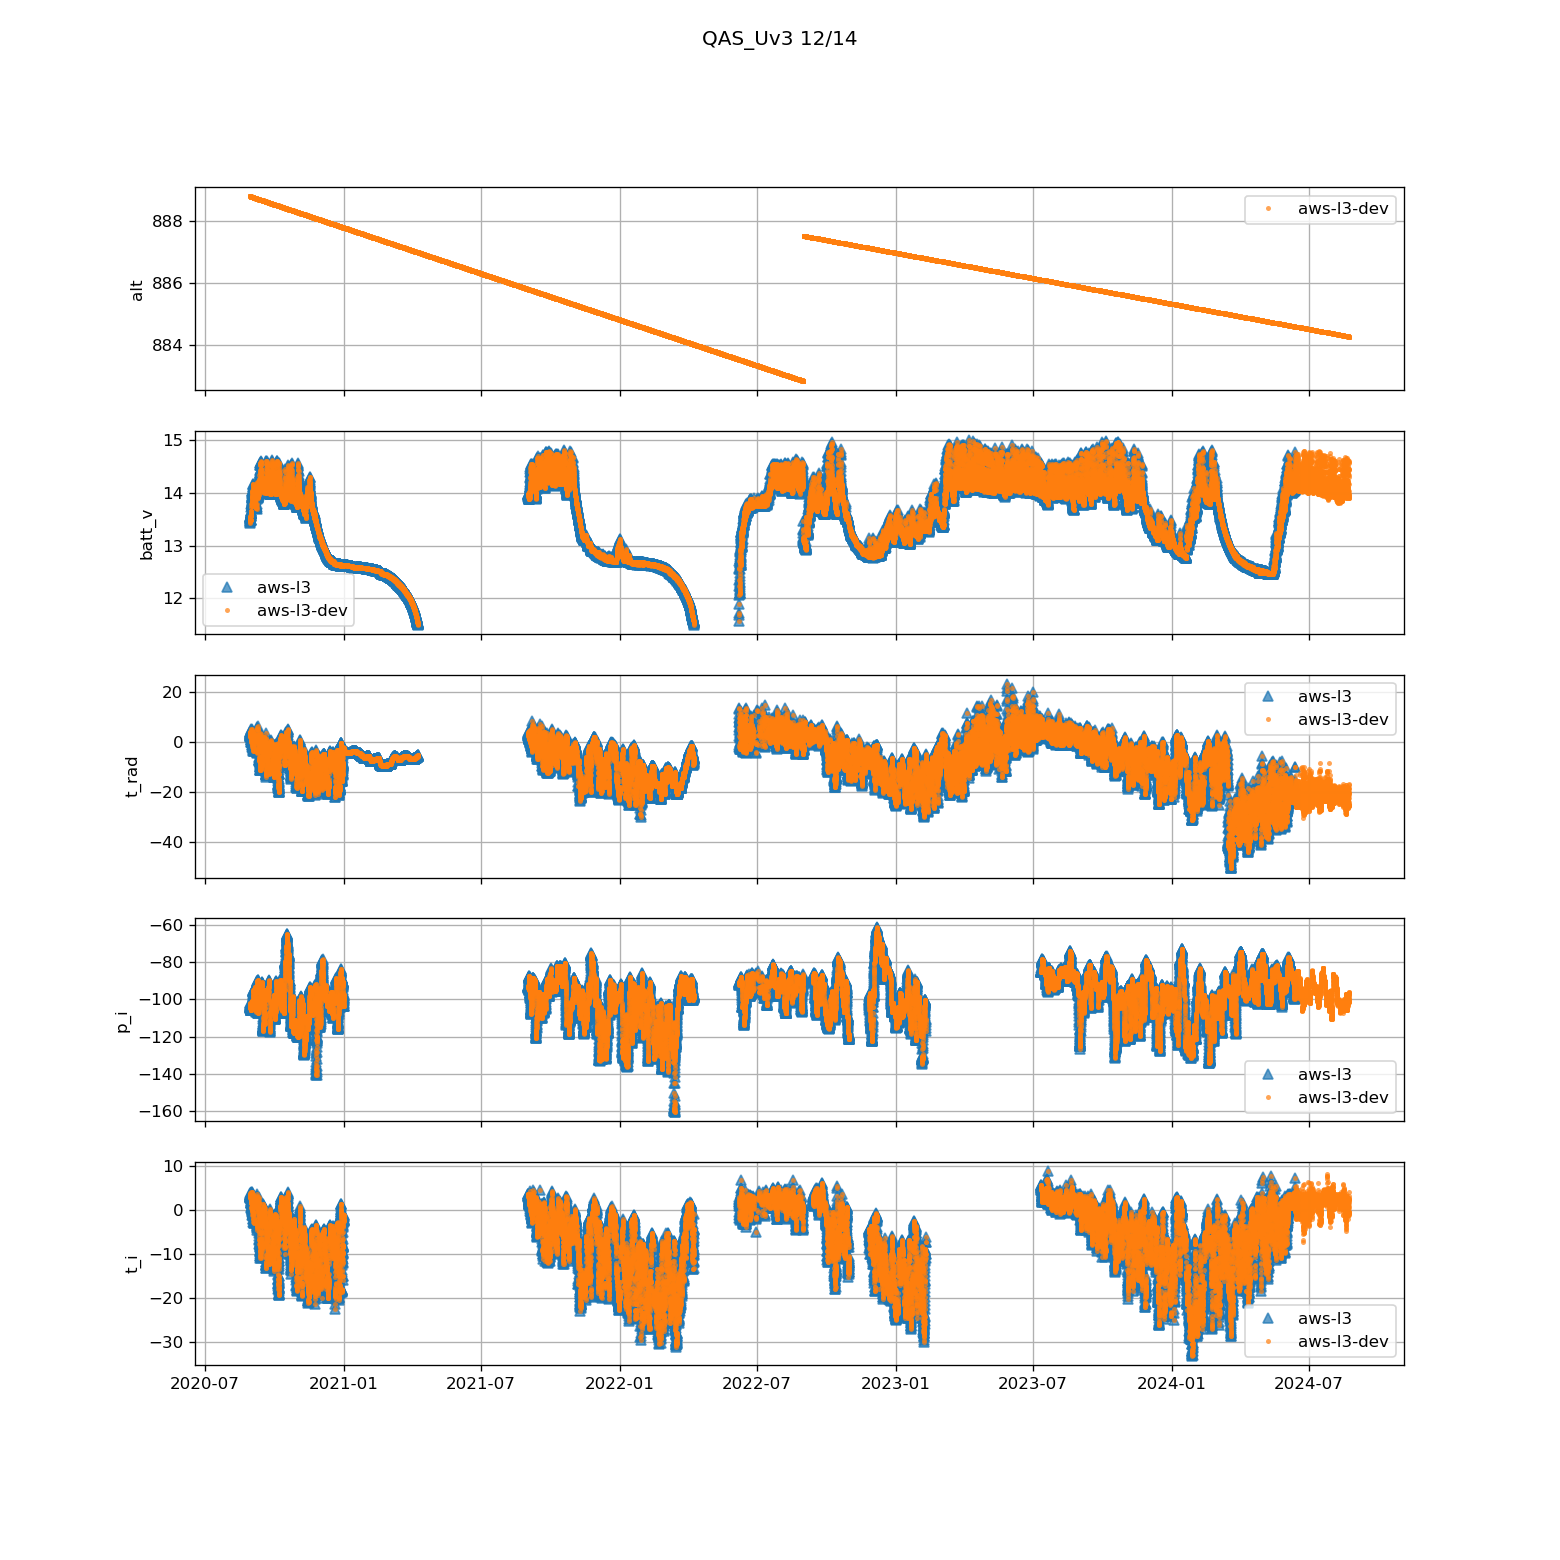 QAS_Uv3 12/14
aws-l3-dev
888
886
884
alt
15
14
13
12
batt_v
aws-l3
aws-l3-dev
20
0
−20
−40
t_rad
aws-l3
aws-l3-dev
−60
−80
−100
−120
−140
−160
p_i
aws-l3
aws-l3-dev
10
0
−10
−20
−30
t_i
aws-l3
aws-l3-dev
2020-07 2021-01 2021-07 2022-01 2022-07 2023-01 2023-07 2024-01 2024-07